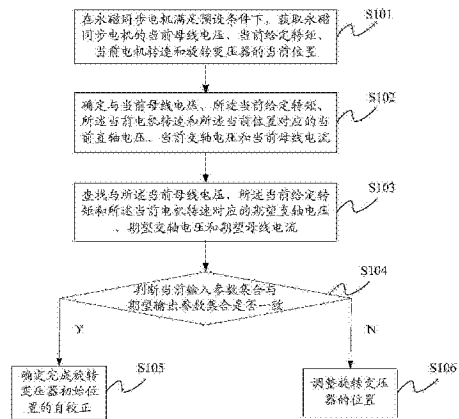 在永磁同步电机满足预设条件下，获取永磁
同步电机的当前母线电压、当前给定转矩、
当前电机转速和旋转变压器的当前位置
S101
确定与当前母线电压、所述当前给定转矩、
所述当前电机转速和所述当前位置对应的当
前直轴电压、当前交轴电压和当前母线电流
S102
查找与所述当前母线电压、所述当前给定转
矩和所述当前电机转速对应的期望直轴电压
、期望交轴电压和期望母线电流
S103
判断当前输入参数集合与
期望输出参数集合是否一致
S104
Y
N
确定完成旋转
变压器初始位
置的自较正
S105
调整旋转变压
器的位置
S106